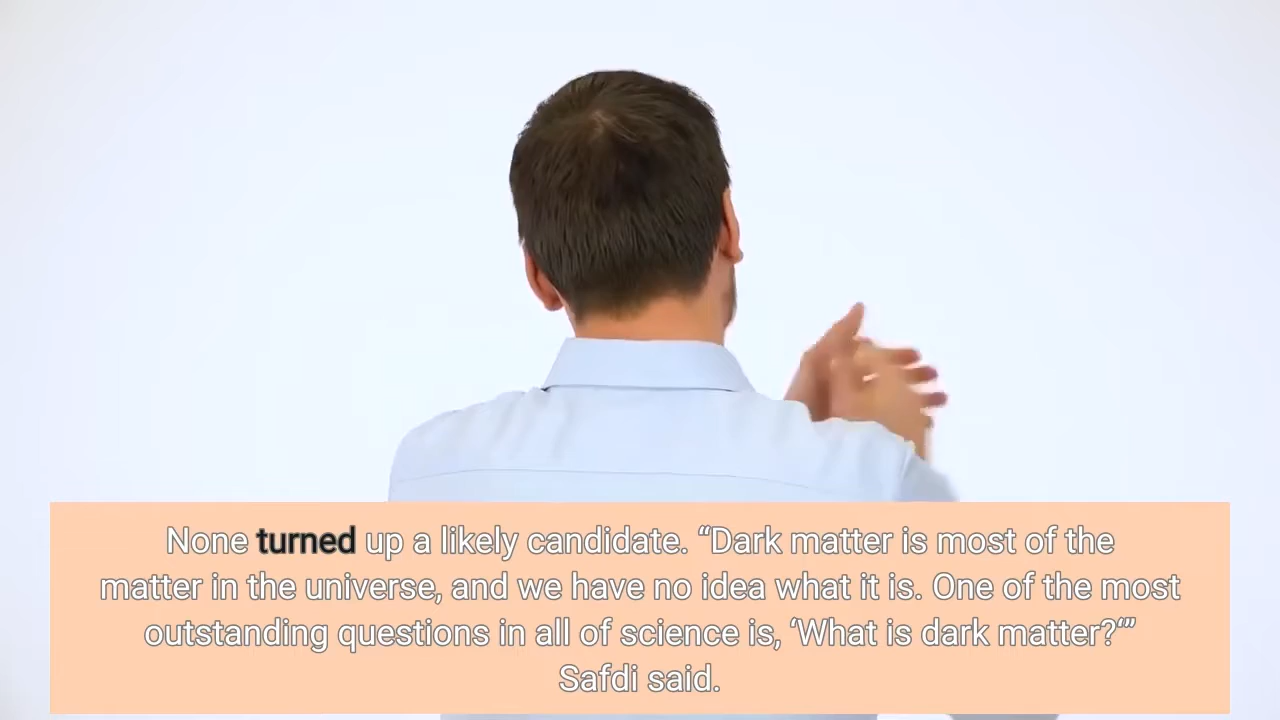 None turned up a likely candidate. “Dark matter is most of the
matter in the universe, and we have no idea what it is. One of the most
outstanding questions in all of science is, ‘What is dark matter?‘”
Safdi said.